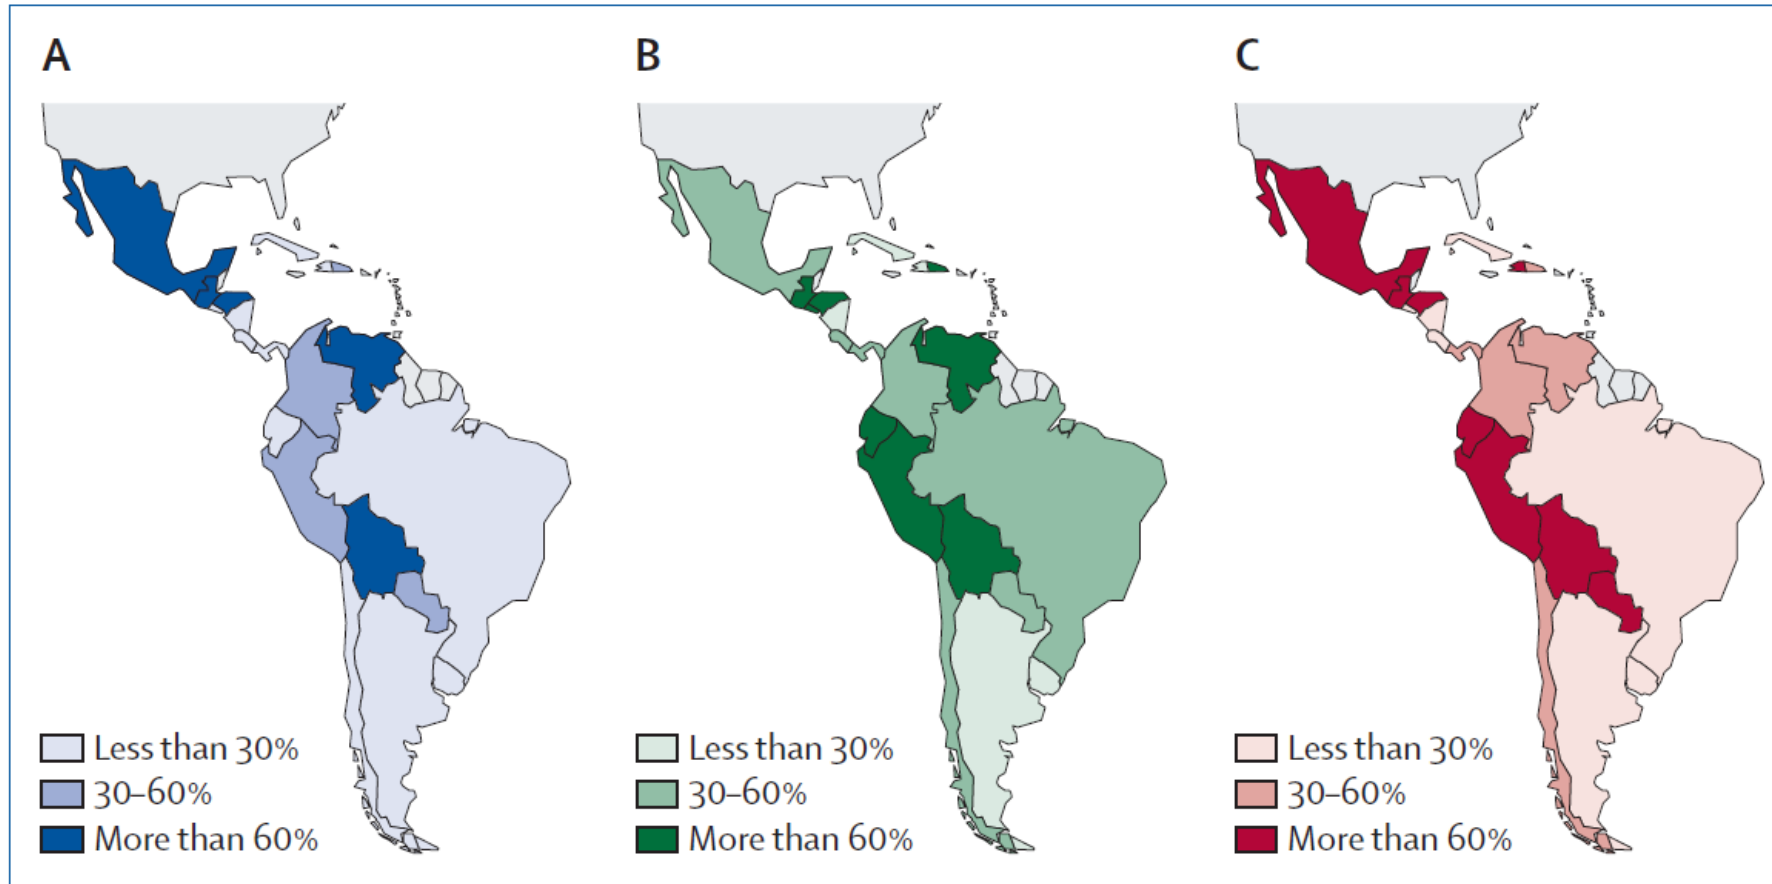 A
B
C
Less than 30%
30–60%
More than 60%
Less than 30%
30–60%
More than 60%
Less than 30%
30–60%
More than 60%